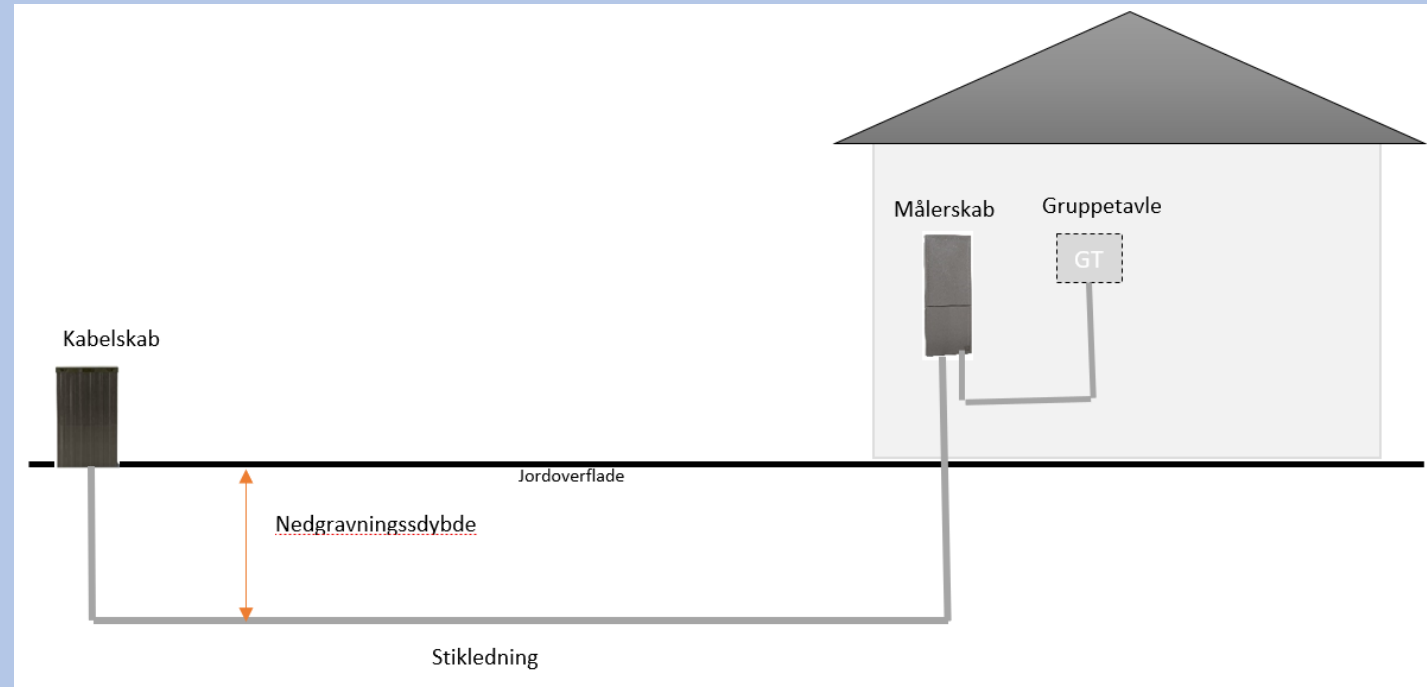 Målerskab
Gruppetavle
GT
Kabelskab
Jordoverflade
Nedgravningssdybde
Stikledning